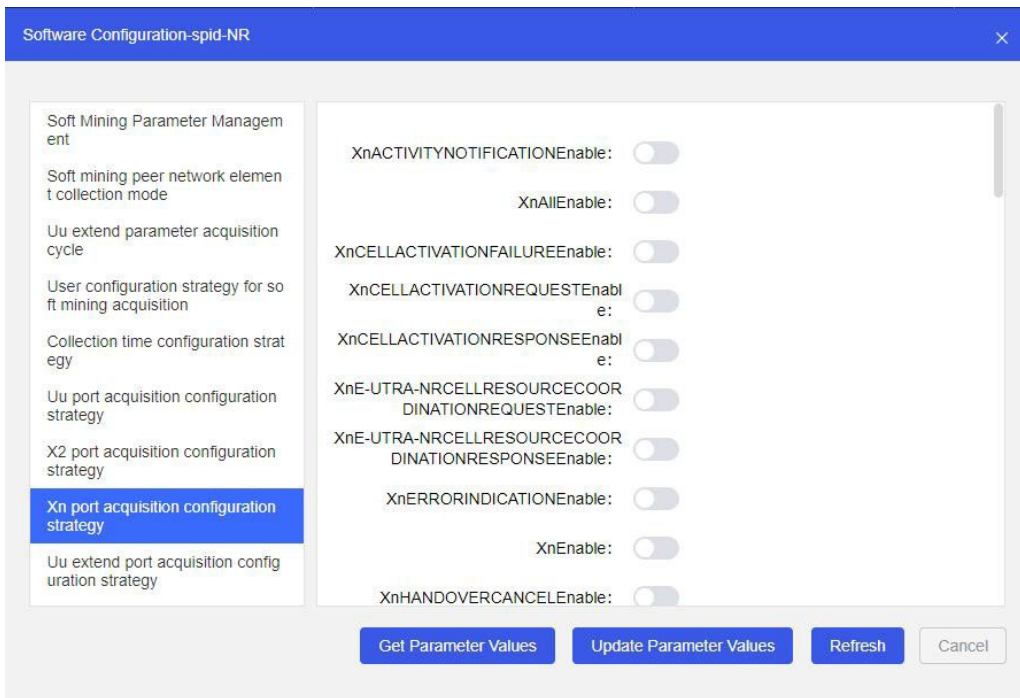 Software Configuration-spid-NR
Soft Mining Parameter Managem
ent
Soft mining peer network elemen
t collection mode
Uu extend parameter acquisition
cycle
User configuration strategy for so
ft mining acquisition
Collection time configuration strat
egy
Uu port acquisition configuration
strategy
X2 port acquisition configuration
strategy
Xn port acquisition configuration
strategy
Uu extend port acquisition config
uration strategy
XnACTIVITYNOTIFICATIONEnable:
XnAllEnable:
XnCELLACTIVATIONFAILUREEnable:
XnCELLACTIVATIONREQUESTEnabl
e:
XnCELLACTIVATIONRESPONSEEnabl
e:
XnE-UTRA-NRCELLRESOURCECOOR
DINATIONREQUESTEnable:
XnE-UTRA-NRCELLRESOURCECOOR
DINATIONRESPONSEEnable:
XnERRORINDICATIONEnable:
XnEnable:
XnHANDOVERCANCELEnable:
Get Parameter Values
Update Parameter Values
Refresh
Cancel